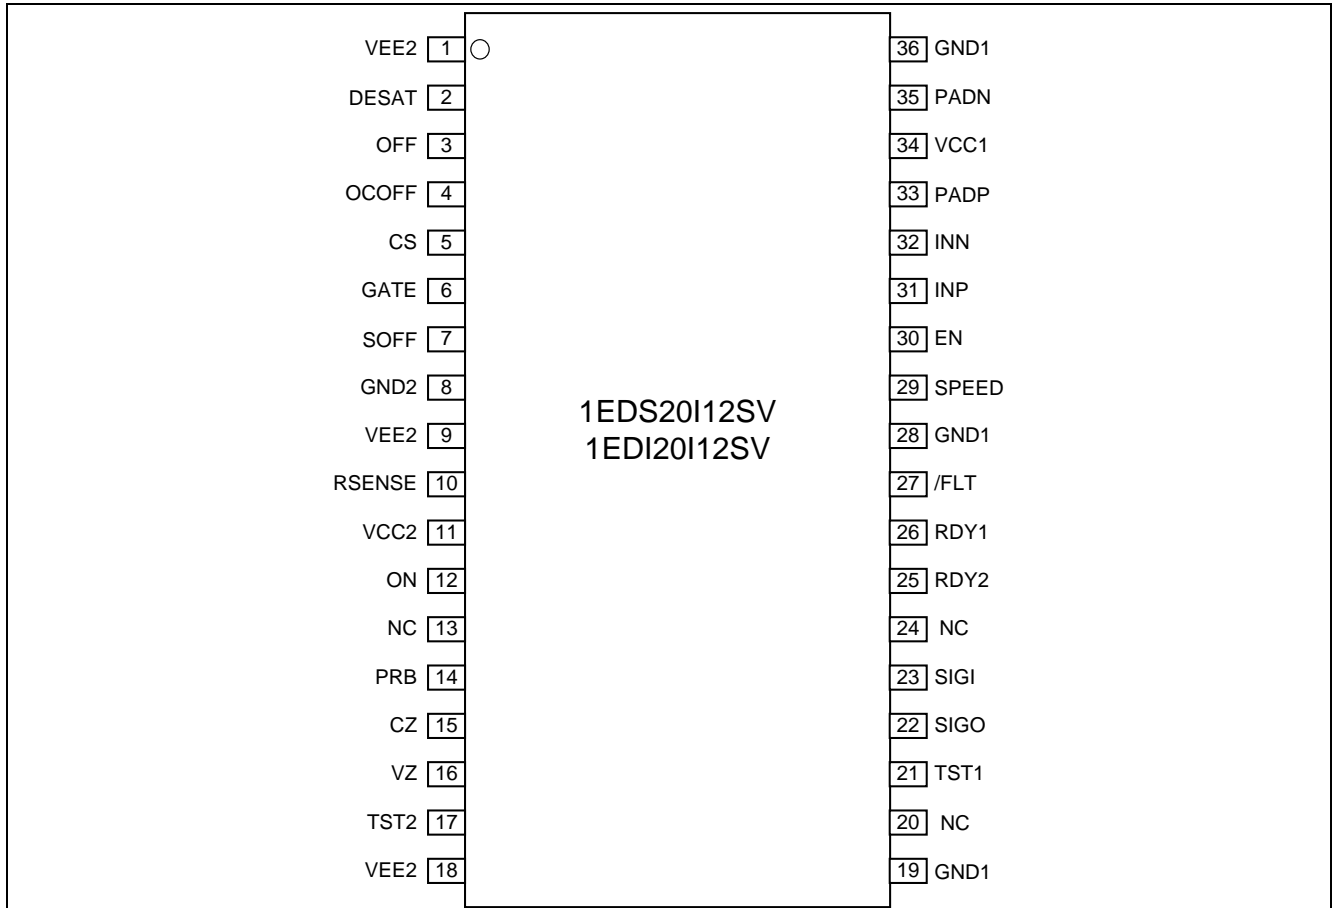 VEE2 1 36 GND1
DESAT 2 35 PADN
OFF 3 34 VCC1
OCOFF 4 33 PADP
CS 5 32 INN
GATE 6 31 INP
SOFF 7 30 EN
GND2 8 29 SPEED
1EDS20I12SV
1EDI20I12SV
VEE2 9 28 GND1
RSENSE 10 27 /FLT
VCC2 11 26 RDY1
ON 12 25 RDY2
NC 13 24 NC
PRB 14 23 SIGI
CZ 15 22 SIGO
VZ 16 21 TST1
TST2 17 20 NC
VEE2 18 19 GND1